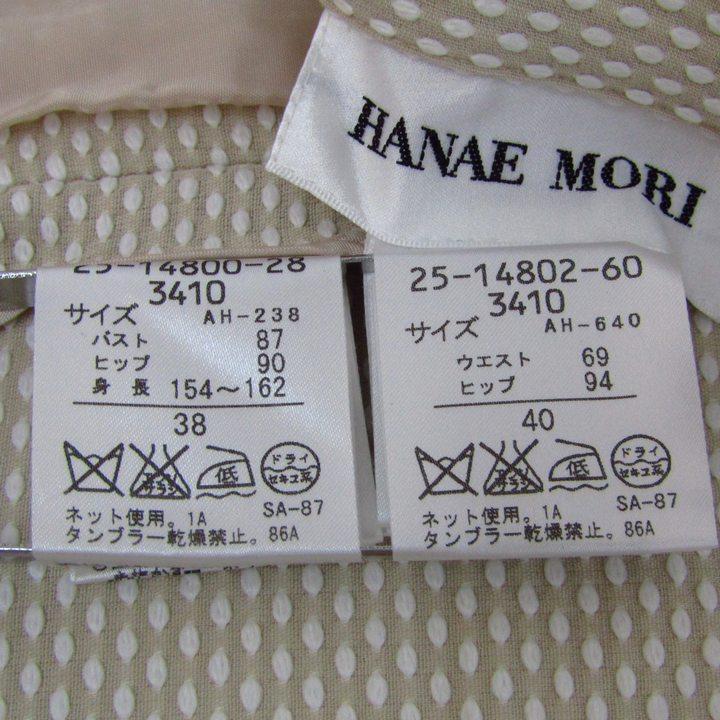 HANAE MORI
25-14800-28
3410
サイズ AH-238
バスト 87
ヒップ 90
身長 154〜162
38
低
ドライ
セキユ系
SA-87
ネット使用。1A
タンブラー乾燥禁止。86A
25-14802-60
3410
サイズ AH-640
ウエスト 69
ヒップ 94
40
低
ドライ
セキユ系
SA-87
ネット使用。1A
タンブラー乾燥禁止。86A